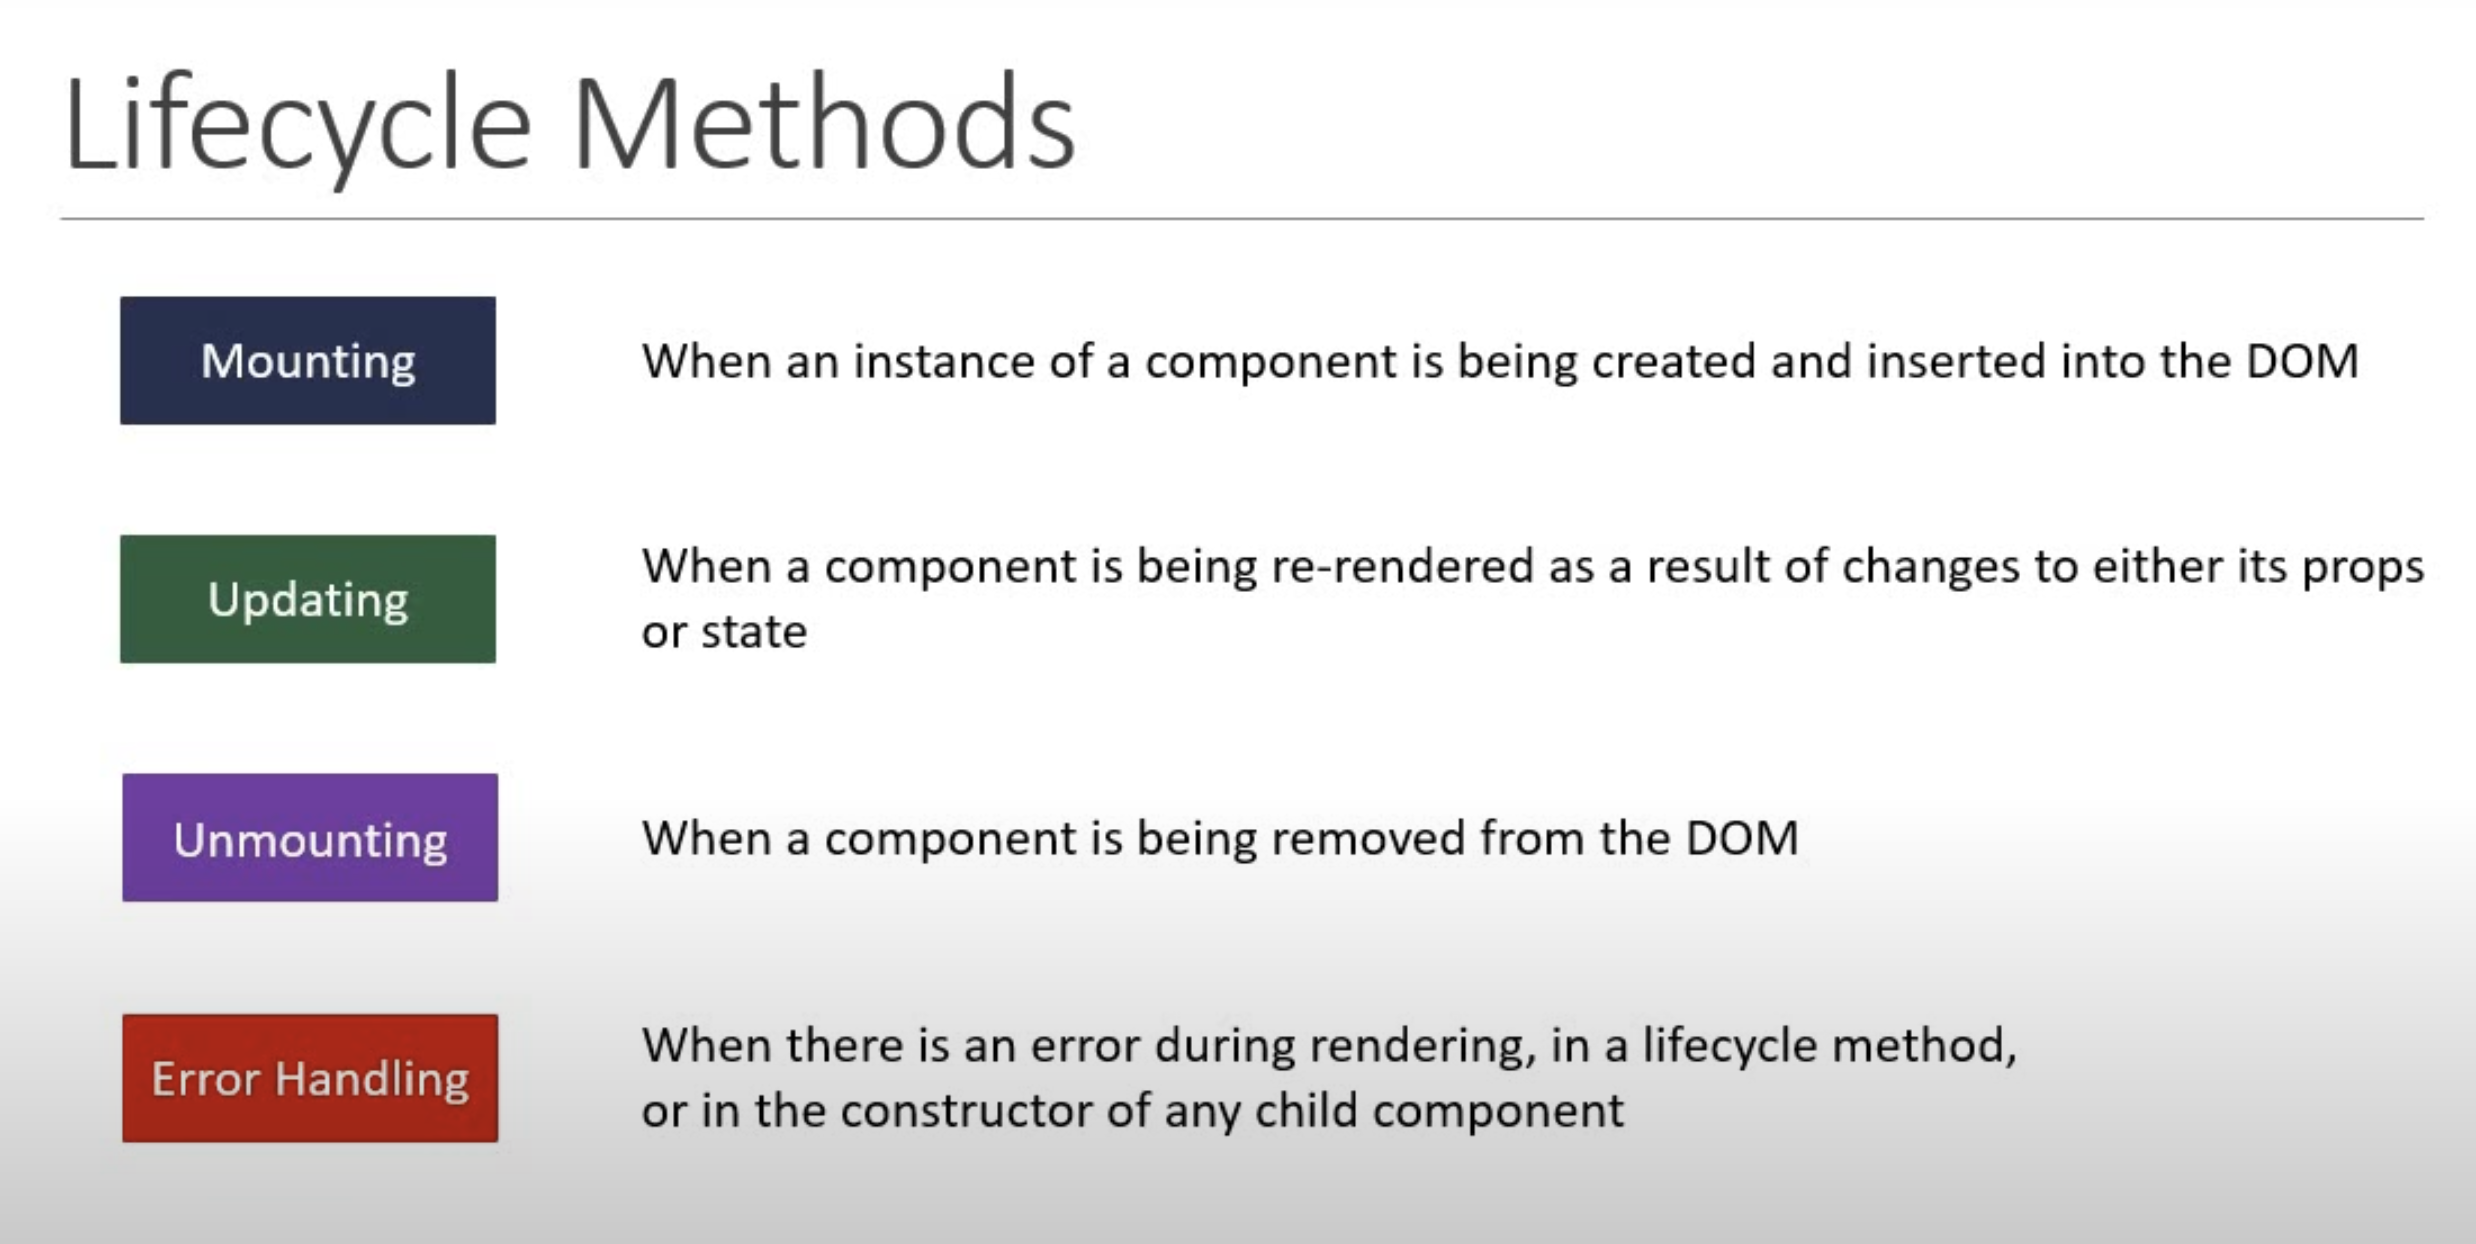 Lifecycle Methods
Mounting
When an instance of a component is being created and inserted into the DOM
Updating
When a component is being re-rendered as a result of changes to either its props
or state
Unmounting
When a component is being removed from the DOM
Error Handling
When there is an error during rendering, in a lifecycle method,
or in the constructor of any child component